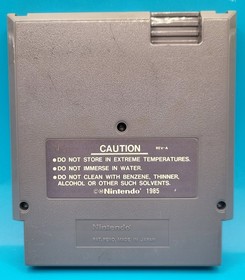 CAUTION REV-A
• DO NOT STORE IN EXTREME TEMPERATURES.
• DO NOT IMMERSE IN WATER.
• DO NOT CLEAN WITH BENZENE, THINNER,
ALCOHOL OR OTHER SUCH SOLVENTS.
©®Nintendo® 1985
Nintendo